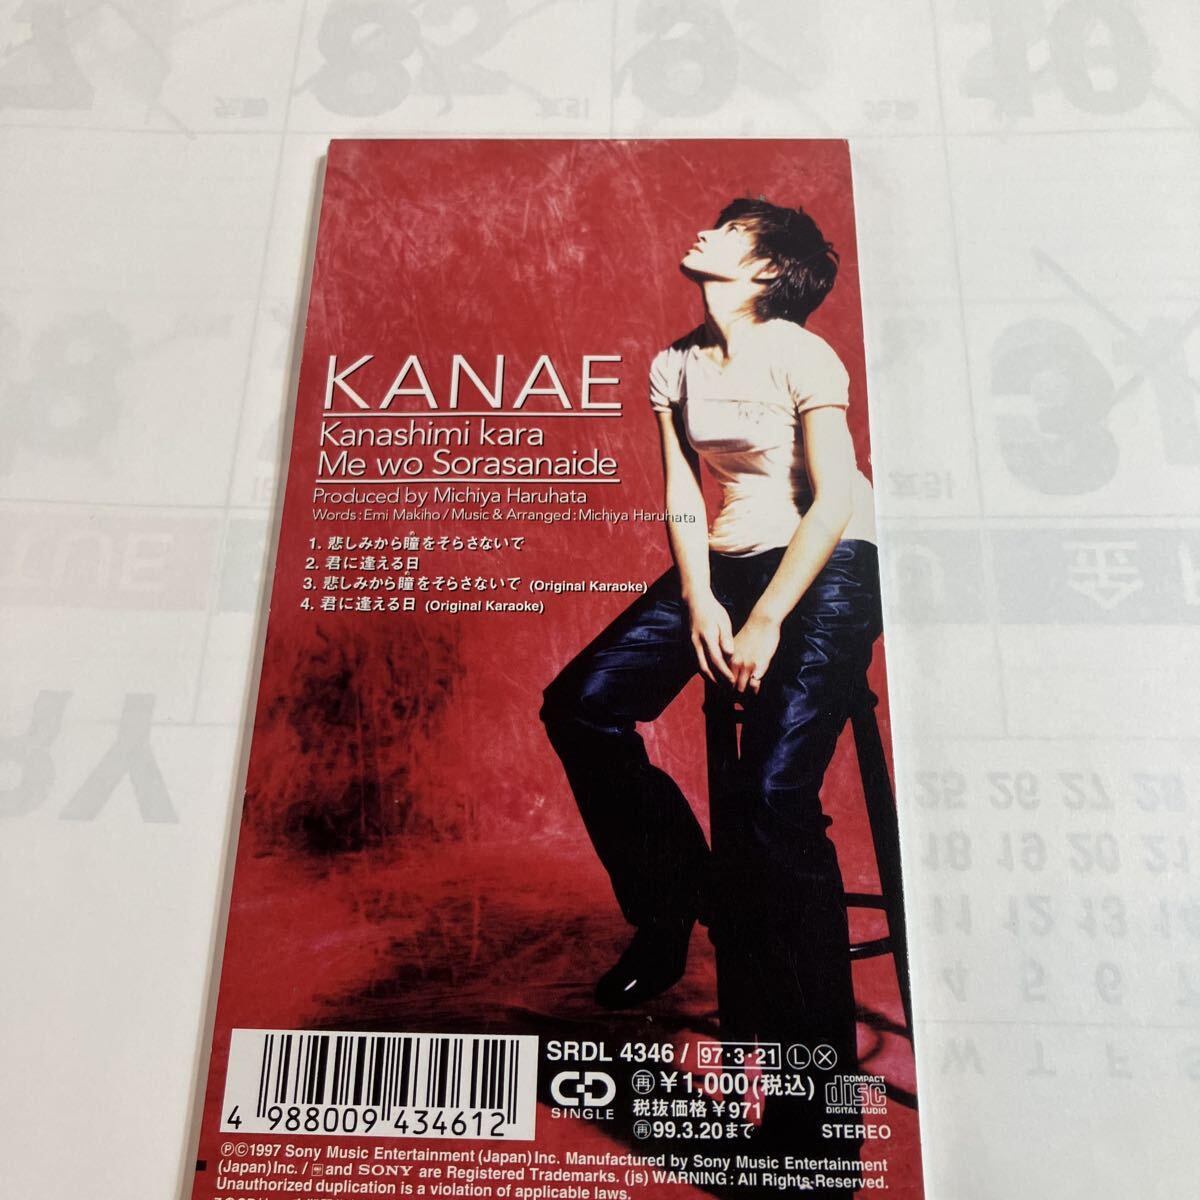 KANAE
Kanashimi kara
Me wo Sorasanaide
Produced by Michiya Haruhata
Words:Emi Makiho/Music & Arranged:Michiya Haruhata
1. 悲しみから瞳をそらさないで
2. 君に逢える日
3. 悲しみから瞳をそらさないで (Original Karaoke)
4. 君に逢える日 (Original Karaoke)
SRDL 4346 / 97・3・21 Ⓛ Ⓧ
CD SINGLE
再 ¥1,000(税込)
税抜価格 ¥971
再 99.3.20まで
COMPACT disc DIGITAL AUDIO
STEREO
4 988009 434612
ⓅⒸ1997 Sony Music Entertainment (Japan) Inc. Manufactured by Sony Music Entertainment
(Japan) Inc. / and SONY are Registered Trademarks. (js) WARNING : All Rights Reserved.
Unauthorized duplication is a violation of applicable laws.